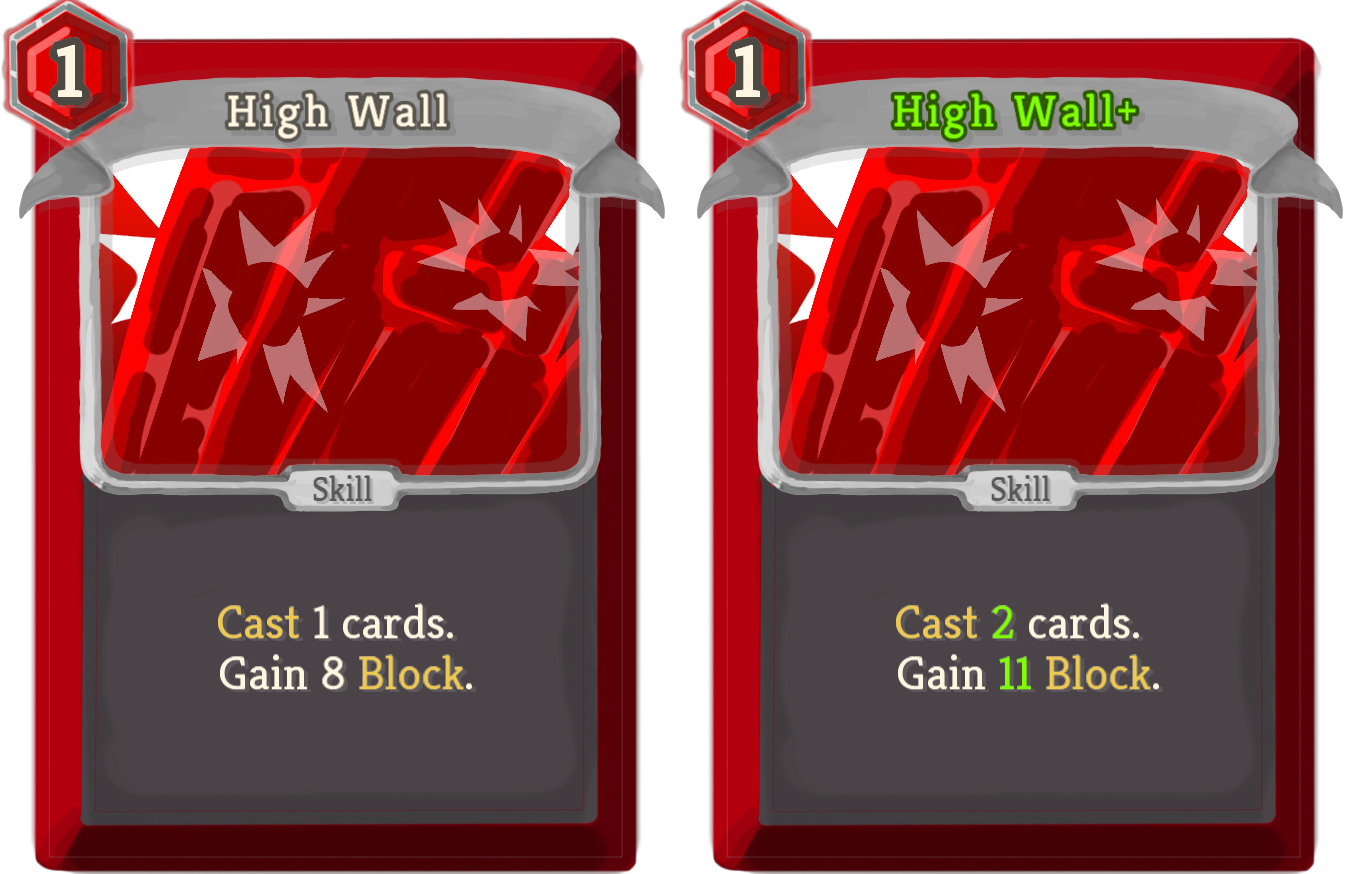 1
High Wall
Skill
Cast 1 cards.
Gain 8 Block.
1
High Wall+
Skill
Cast 2 cards.
Gain 11 Block.